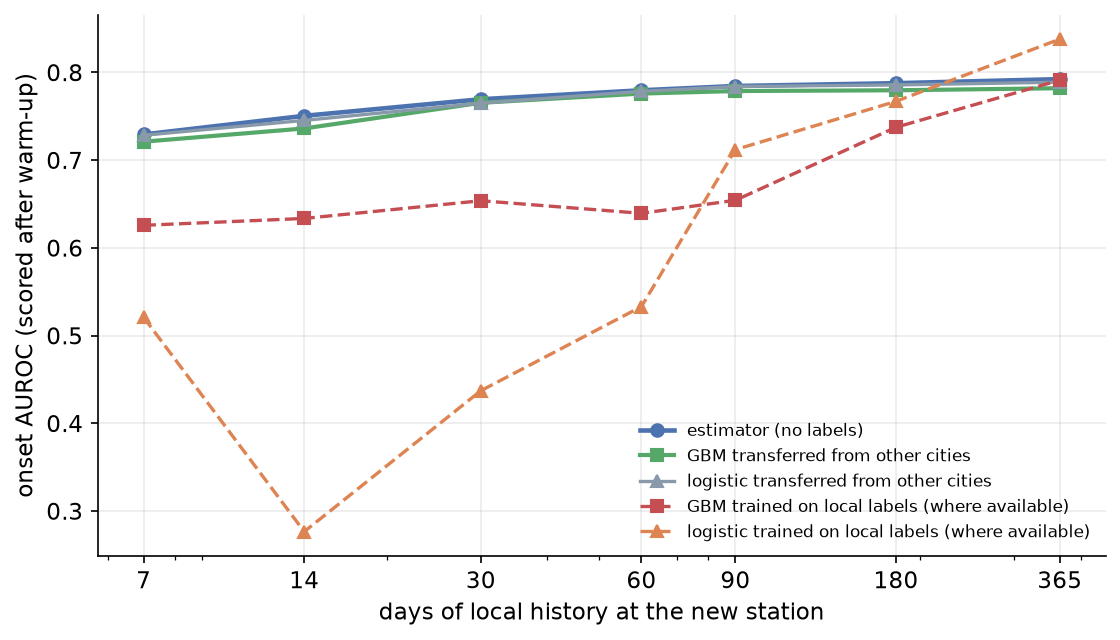 onset AUROC (scored after warm-up)
0.8
0.7
0.6
0.5
0.4
0.3
estimator (no labels)
GBM transferred from other cities
logistic transferred from other cities
GBM trained on local labels (where available)
logistic trained on local labels (where available)
7 14 30 60 90 180 365
days of local history at the new station